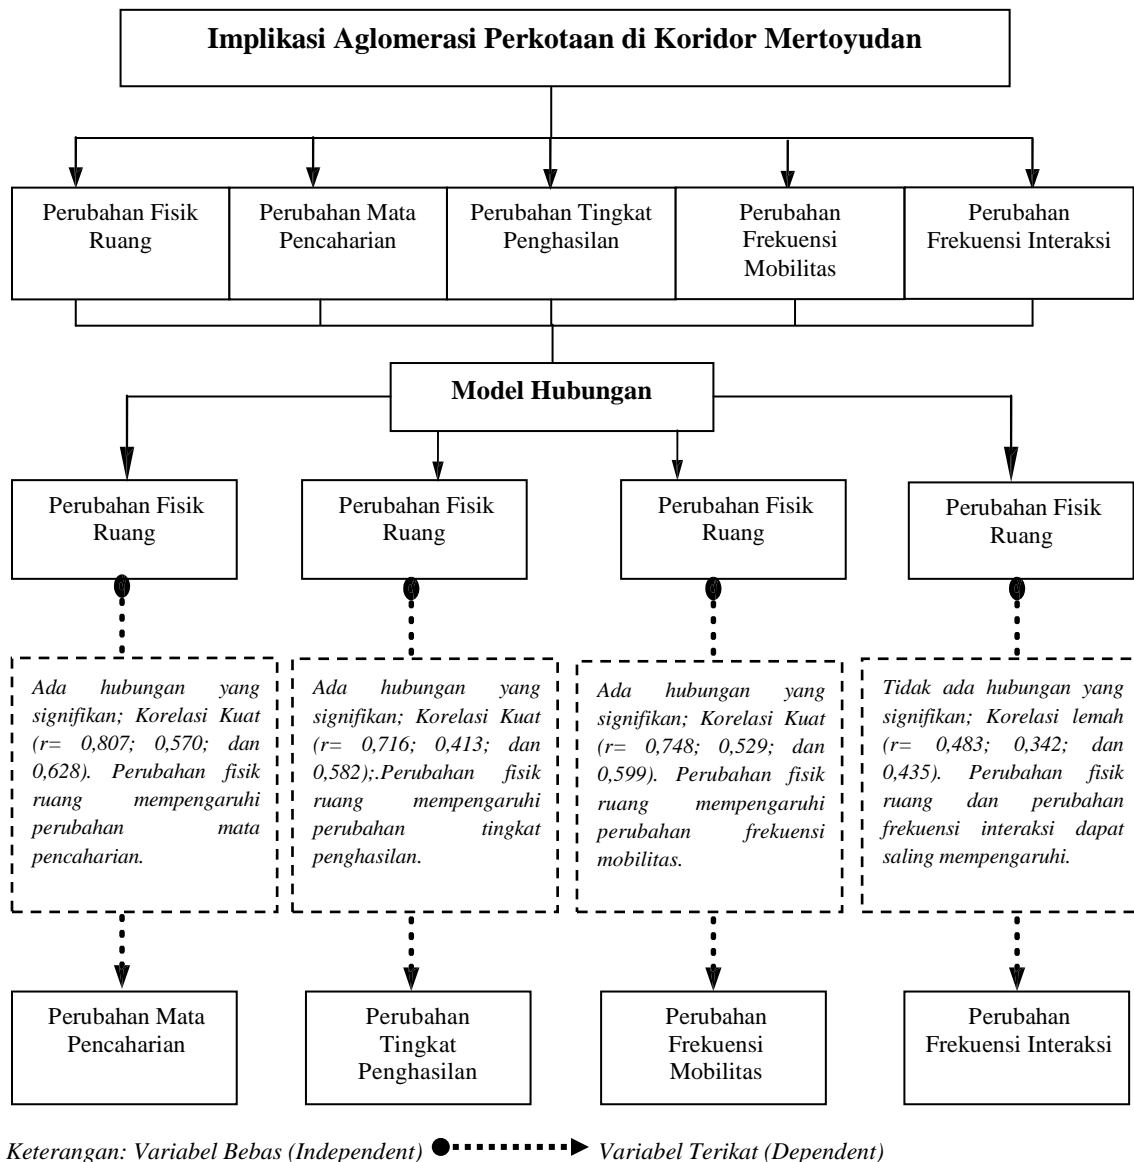 Implikasi Aglomerasi Perkotaan di Koridor Mertoyudan
Perubahan Fisik
Ruang
Perubahan Mata
Pencaharian
Perubahan Tingkat
Penghasilan
Perubahan
Frekuensi
Mobilitas
Perubahan
Frekuensi Interaksi
Model Hubungan
Perubahan Fisik
Ruang
Perubahan Fisik
Ruang
Perubahan Fisik
Ruang
Perubahan Fisik
Ruang
Ada hubungan yang
signifikan; Korelasi Kuat
(r= 0,807; 0,570; dan
0,628). Perubahan fisik
ruang mempengaruhi
perubahan mata
pencaharian.
Ada hubungan yang
signifikan; Korelasi Kuat
(r= 0,716; 0,413; dan
0,582);.Perubahan fisik
ruang mempengaruhi
perubahan tingkat
penghasilan.
Ada hubungan yang
signifikan; Korelasi Kuat
(r= 0,748; 0,529; dan
0,599). Perubahan fisik
ruang mempengaruhi
perubahan frekuensi
mobilitas.
Tidak ada hubungan yang
signifikan; Korelasi lemah
(r= 0,483; 0,342; dan
0,435). Perubahan fisik
ruang dan perubahan
frekuensi interaksi dapat
saling mempengaruhi.
Perubahan Mata
Pencaharian
Perubahan
Tingkat
Penghasilan
Perubahan
Frekuensi
Mobilitas
Perubahan
Frekuensi Interaksi
Keterangan: Variabel Bebas (Independent) Variabel Terikat (Dependent)